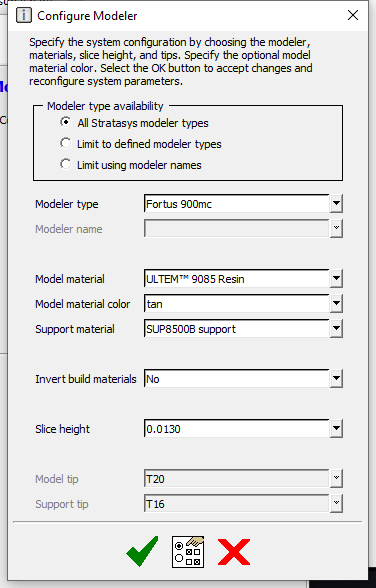 Configure Modeler
Specify the system configuration by choosing the modeler,
materials, slice height, and tips. Specify the optional model
material color. Select the OK button to accept changes and
reconfigure system parameters.
Modeler type availability
All Stratasys modeler types
Limit to defined modeler types
Limit using modeler names
Modeler type Fortus 900mc
Modeler name
Model material ULTEM™ 9085 Resin
Model material color tan
Support material SUP8500B support
Invert build materials No
Slice height 0.0130
Model tip T20
Support tip T16